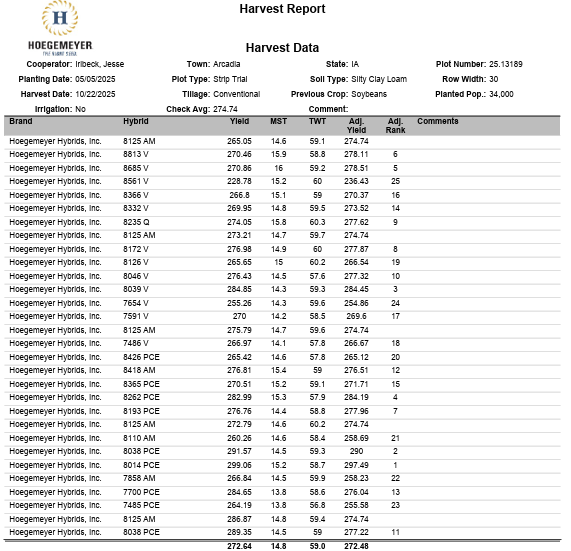 Harvest Report
H
HOEGEMEYER
Harvest Data
Cooperator: Iribeck, Jesse Town: Arcadia State: IA Plot Number: 25.13189
Planting Date: 05/05/2025 Plot Type: Strip Trial Soil Type: Silty Clay Loam Row Width: 30
Harvest Date: 10/22/2025 Tillage: Conventional Previous Crop: Soybeans Planted Pop.: 34,000
Irrigation: No Check Avg: 274.74 Comment:
Brand Hybrid Yield MST TWT Adj. Yield Adj. Rank Comments
Hoegemeyer Hybrids, Inc. 8125 AM 265.05 14.6 59.1 274.74
Hoegemeyer Hybrids, Inc. 8813 V 270.46 15.9 58.8 278.11 6
Hoegemeyer Hybrids, Inc. 8685 V 270.86 16 59.2 278.51 5
Hoegemeyer Hybrids, Inc. 8561 V 228.78 15.2 60 236.43 25
Hoegemeyer Hybrids, Inc. 8366 V 266.8 15.1 59 270.37 16
Hoegemeyer Hybrids, Inc. 8332 V 269.95 14.8 59.5 273.52 14
Hoegemeyer Hybrids, Inc. 8235 Q 274.05 15.8 60.3 277.62 9
Hoegemeyer Hybrids, Inc. 8125 AM 273.21 14.7 59.7 274.74
Hoegemeyer Hybrids, Inc. 8172 V 276.98 14.9 60 277.87 8
Hoegemeyer Hybrids, Inc. 8126 V 265.65 15 60.2 266.54 19
Hoegemeyer Hybrids, Inc. 8046 V 276.43 14.5 57.6 277.32 10
Hoegemeyer Hybrids, Inc. 8039 V 284.85 14.3 59.3 284.45 3
Hoegemeyer Hybrids, Inc. 7654 V 255.26 14.3 59.6 254.86 24
Hoegemeyer Hybrids, Inc. 7591 V 270 14.2 58.5 269.6 17
Hoegemeyer Hybrids, Inc. 8125 AM 275.79 14.7 59.6 274.74
Hoegemeyer Hybrids, Inc. 7486 V 266.97 14.1 57.8 266.67 18
Hoegemeyer Hybrids, Inc. 8426 PCE 265.42 14.6 57.8 265.12 20
Hoegemeyer Hybrids, Inc. 8418 AM 276.81 15.4 59 276.51 12
Hoegemeyer Hybrids, Inc. 8365 PCE 270.51 15.2 59.1 271.71 15
Hoegemeyer Hybrids, Inc. 8262 PCE 282.99 15.3 57.9 284.19 4
Hoegemeyer Hybrids, Inc. 8193 PCE 276.76 14.4 58.8 277.96 7
Hoegemeyer Hybrids, Inc. 8125 AM 272.79 14.6 60.2 274.74
Hoegemeyer Hybrids, Inc. 8110 AM 260.26 14.6 58.4 258.69 21
Hoegemeyer Hybrids, Inc. 8038 PCE 291.57 14.5 59.3 290 2
Hoegemeyer Hybrids, Inc. 8014 PCE 299.06 15.2 58.7 297.49 1
Hoegemeyer Hybrids, Inc. 7858 AM 266.84 14.5 59.9 258.23 22
Hoegemeyer Hybrids, Inc. 7700 PCE 284.65 13.8 58.6 276.04 13
Hoegemeyer Hybrids, Inc. 7485 PCE 264.19 13.8 56.8 255.58 23
Hoegemeyer Hybrids, Inc. 8125 AM 286.87 14.8 59.4 274.74
Hoegemeyer Hybrids, Inc. 8038 PCE 289.35 14.5 59 277.22 11
272.64 14.8 59.0 272.48